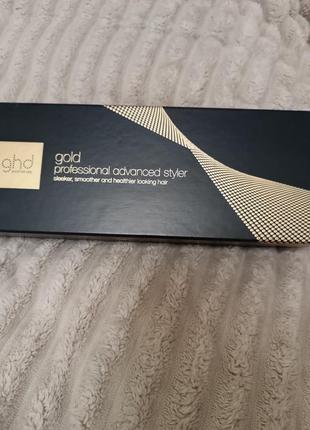 ghd
gold
professional advanced styler
sleeker, smoother and healthier looking hair